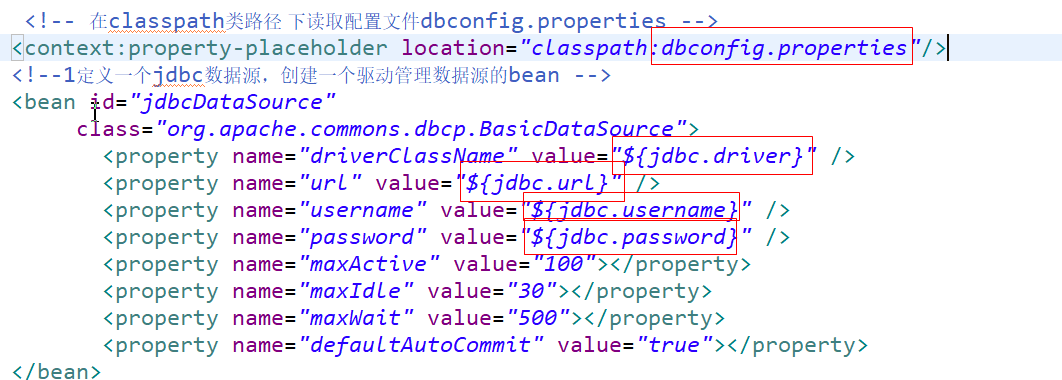 <!-- 在classpath类路径 下读取配置文件dbconfig.properties -->
<context:property-placeholder location="classpath:dbconfig.properties"/>
<!--1定义一个jdbc数据源，创建一个驱动管理数据源的bean -->
<bean id="jdbcDataSource"
class="org.apache.commons.dbcp.BasicDataSource">
<property name="driverClassName" value="${jdbc.driver}" />
<property name="url" value="${jdbc.url}" />
<property name="username" value="${jdbc.username}" />
<property name="password" value="${jdbc.password}" />
<property name="maxActive" value="100"></property>
<property name="maxIdle" value="30"></property>
<property name="maxWait" value="500"></property>
<property name="defaultAutoCommit" value="true"></property>
</bean>